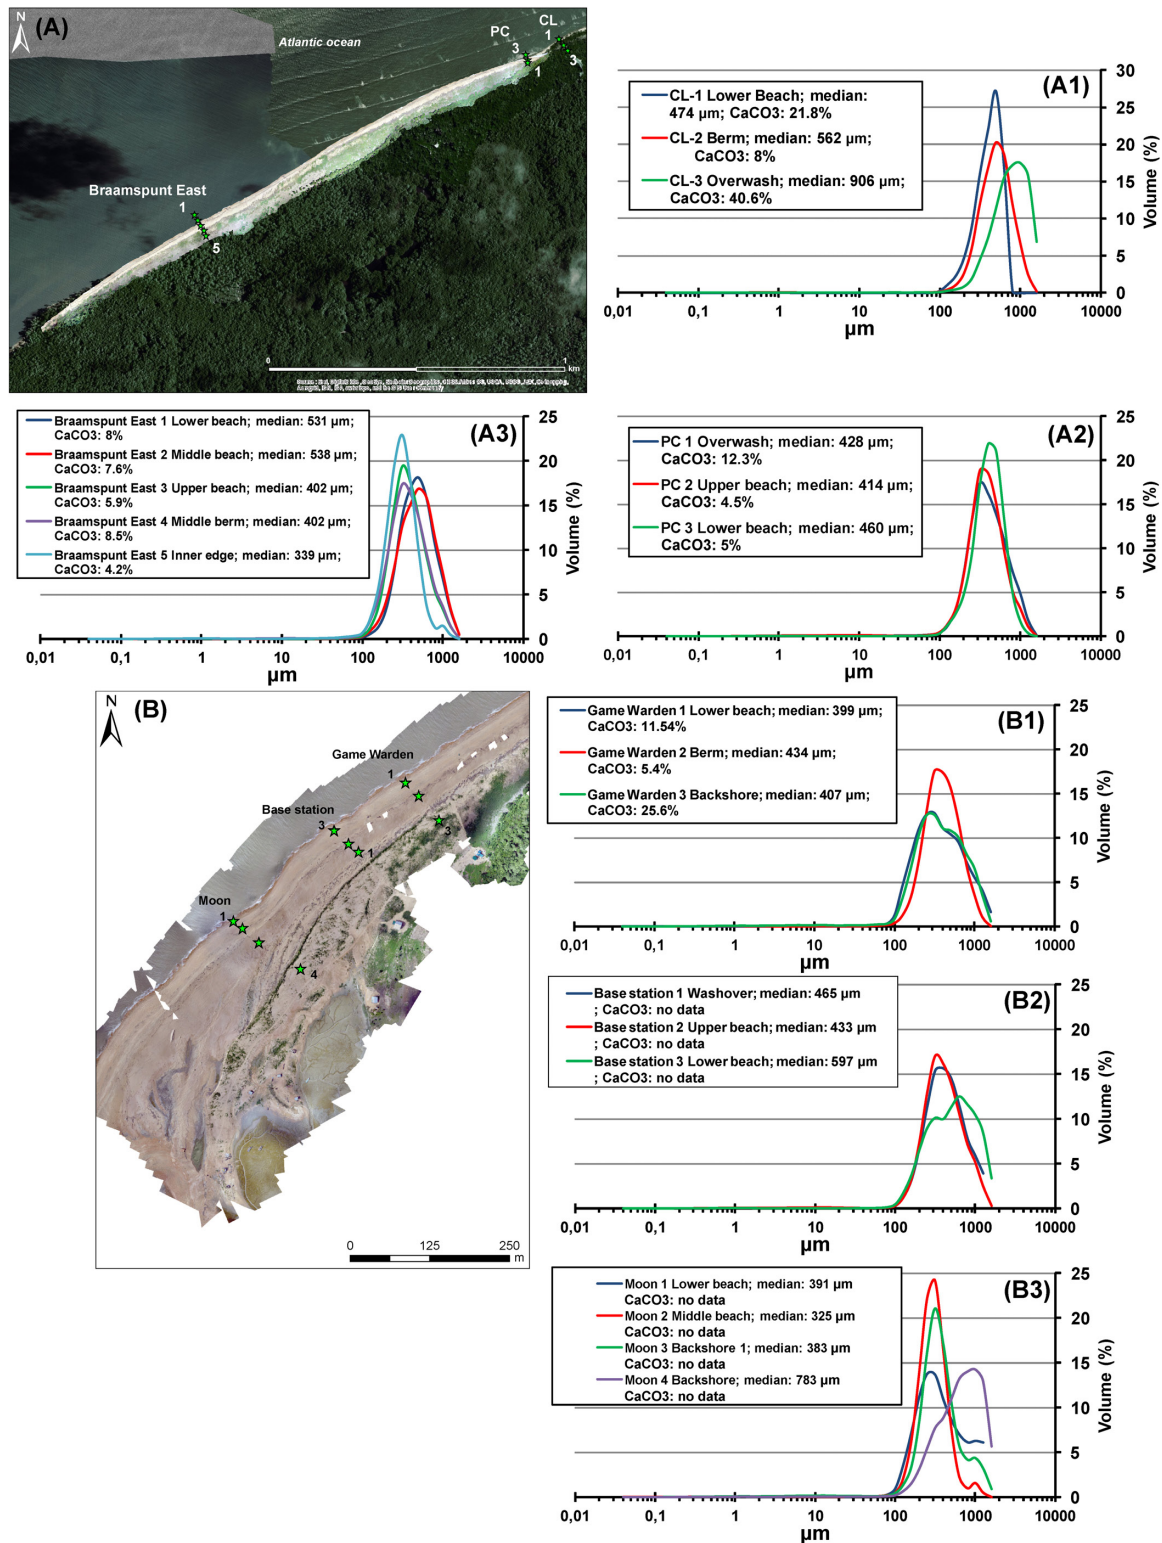 N
(A)
Atlantic ocean
PC
3
1
CL
1
3
Braamspunt East
1
5
0
1
km
(A1)
CL-1 Lower Beach; median:
474 µm; CaCO3: 21.8%
CL-2 Berm; median: 562 µm;
CaCO3: 8%
CL-3 Overwash; median: 906 µm;
CaCO3: 40.6%
30
25
20
15
10
5
0
Volume (%)
0,01
0,1
1
10
100
1000
10000
µm
(A3)
Braamspunt East 1 Lower beach; median: 531 µm;
CaCO3: 8%
Braamspunt East 2 Middle beach; median: 538 µm;
CaCO3: 7.6%
Braamspunt East 3 Upper beach; median: 402 µm;
CaCO3: 5.9%
Braamspunt East 4 Middle berm; median: 402 µm;
CaCO3: 8.5%
Braamspunt East 5 Inner edge; median: 339 µm;
CaCO3: 4.2%
25
20
15
10
5
0
Volume (%)
0,01
0,1
1
10
100
1000
10000
µm
(A2)
PC 1 Overwash; median: 428 µm;
CaCO3: 12.3%
PC 2 Upper beach; median: 414 µm;
CaCO3: 4.5%
PC 3 Lower beach; median: 460 µm;
CaCO3: 5%
25
20
15
10
5
0
Volume (%)
0,01
0,1
1
10
100
1000
10000
µm
N
(B)
Game Warden
1
3
Base station
3
1
Moon
1
4
0
125
250
m
(B1)
Game Warden 1 Lower beach; median: 399 µm;
CaCO3: 11.54%
Game Warden 2 Berm; median: 434 µm;
CaCO3: 5.4%
Game Warden 3 Backshore; median: 407 µm;
CaCO3: 25.6%
25
20
15
10
5
0
Volume (%)
0,01
0,1
1
10
100
1000
10000
µm
(B2)
Base station 1 Washover; median: 465 µm
; CaCO3: no data
Base station 2 Upper beach; median: 433 µm
; CaCO3: no data
Base station 3 Lower beach; median: 597 µm
; CaCO3: no data
25
20
15
10
5
0
Volume (%)
0,01
0,1
1
10
100
1000
10000
µm
(B3)
Moon 1 Lower beach; median: 391 µm
CaCO3: no data
Moon 2 Middle beach; median: 325 µm
CaCO3: no data
Moon 3 Backshore 1; median: 383 µm
CaCO3: no data
Moon 4 Backshore; median: 783 µm
CaCO3: no data
25
20
15
10
5
0
Volume (%)
0,01
0,1
1
10
100
1000
10000
µm